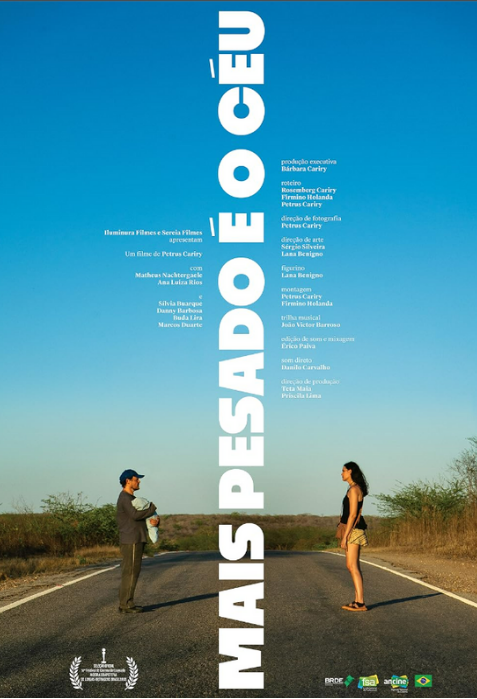 MAIS PESADO É O CÉU
Iluminura Filmes e Sereia Filmes
apresentam
Um filme de Petrus Cariry
com
Matheus Nachtergaele
Ana Luiza Rios
e
Silvia Buarque
Danny Barbosa
Buda Lira
Marcos Duarte
produção executiva
Bárbara Cariry
roteiro
Rosemberg Cariry
Firmino Holanda
Petrus Cariry
direção de fotografia
Petrus Cariry
direção de arte
Sérgio Silveira
Lana Benigno
figurino
Lana Benigno
montagem
Petrus Cariry
Firmino Holanda
trilha musical
João Victor Barroso
edição de som e mixagem
Érico Paiva
som direto
Danilo Carvalho
direção de produção
Teta Maia
Priscila Lima
BRDE
fsa
ancine